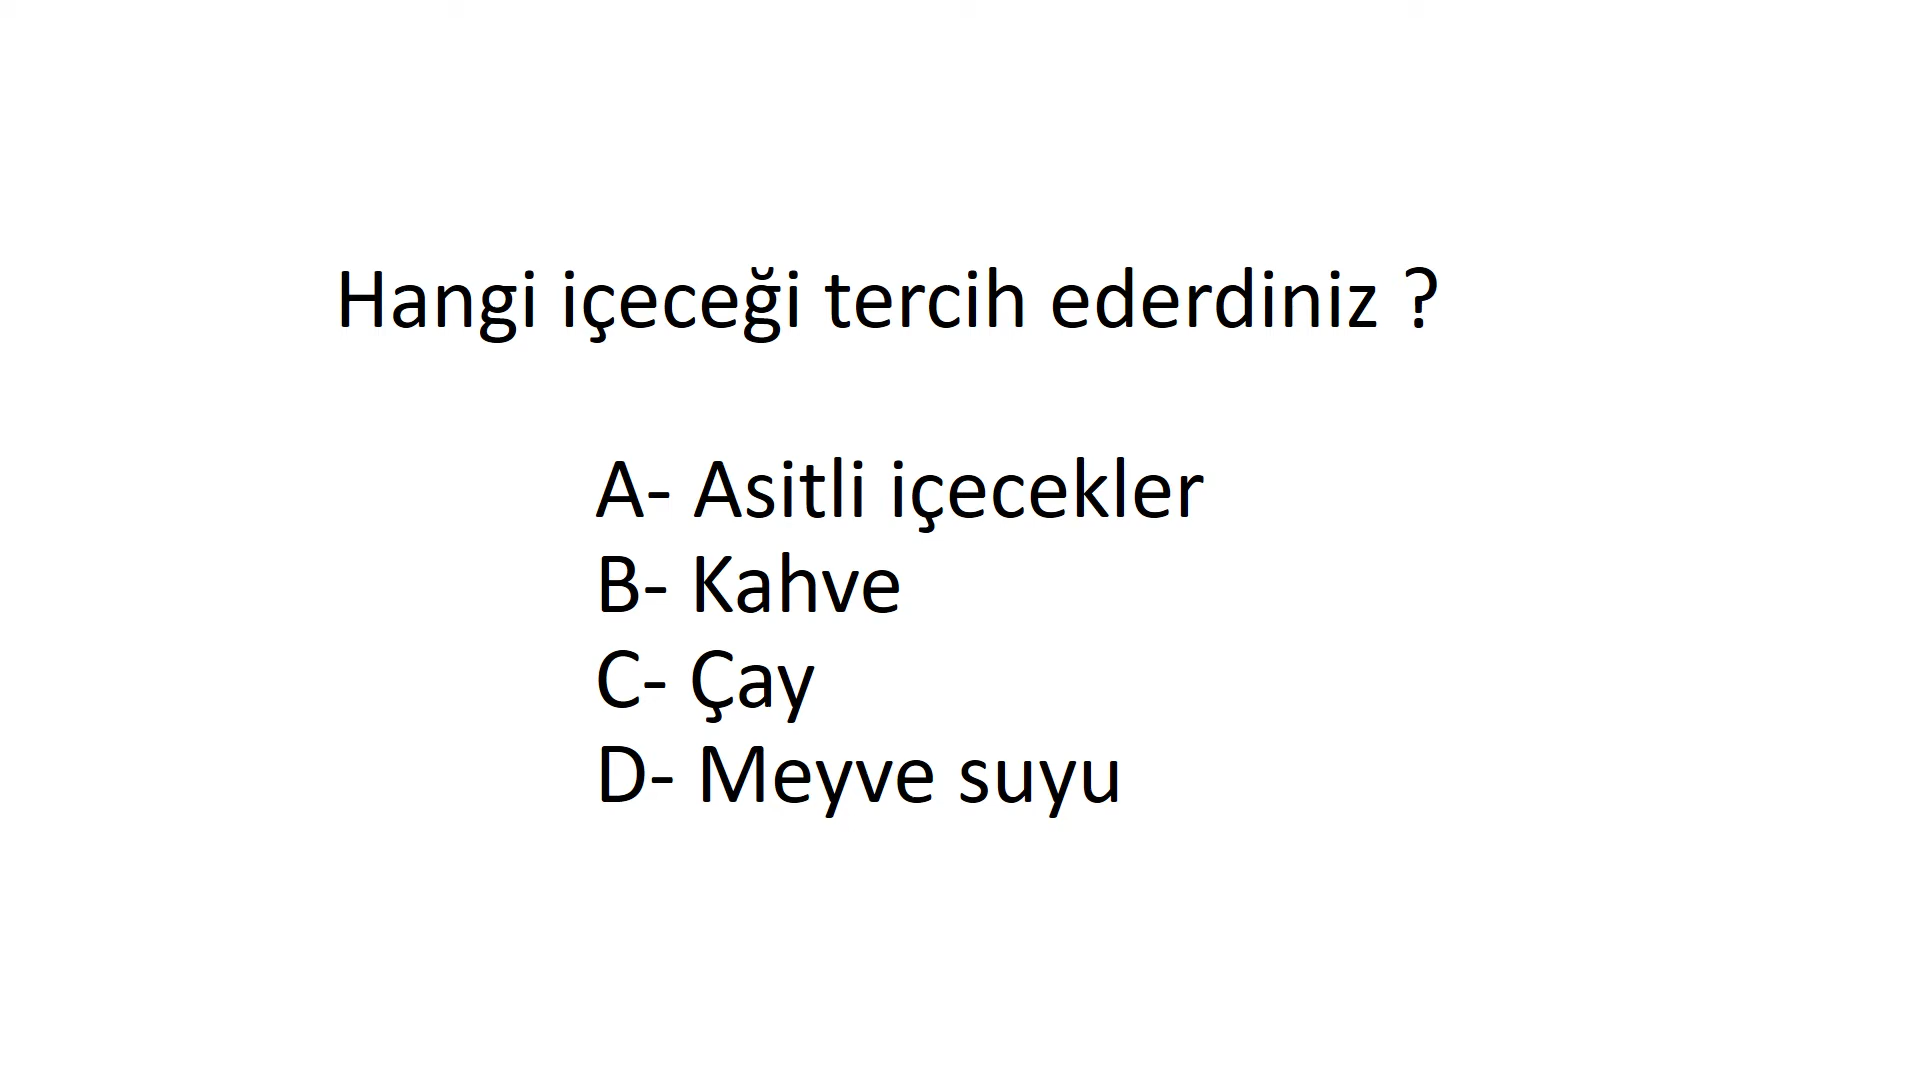 Hangi içeceği tercih ederdiniz ?
A- Asitli içecekler
B- Kahve
C- Çay
D- Meyve suyu